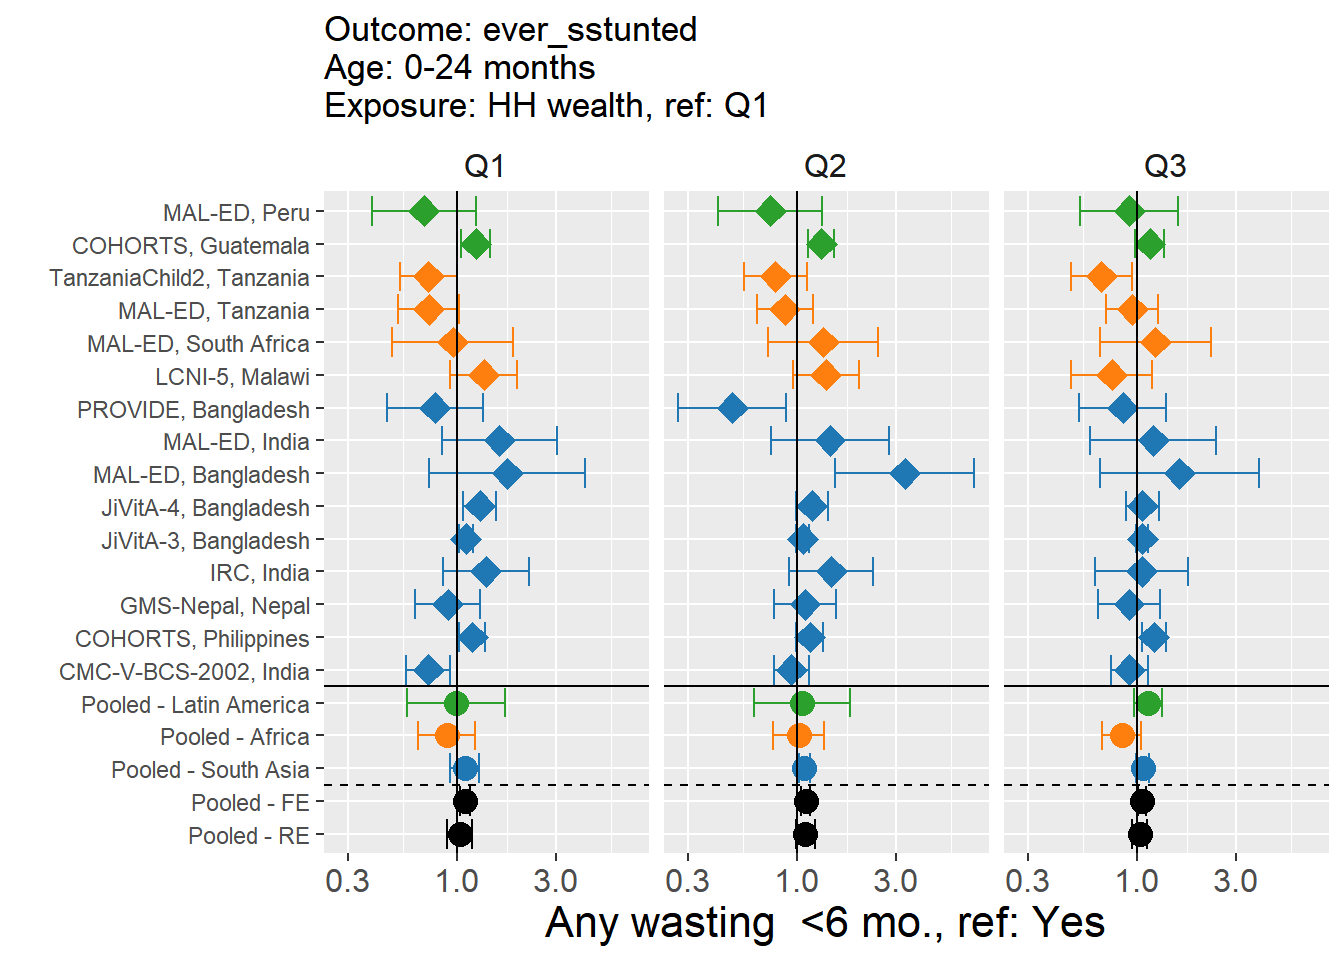 Outcome: ever_sstunted
Age: 0-24 months
Exposure: HH wealth, ref: Q1
Q1 Q2 Q3
MAL-ED, Peru
COHORTS, Guatemala
TanzaniaChild2, Tanzania
MAL-ED, Tanzania
MAL-ED, South Africa
LCNI-5, Malawi
PROVIDE, Bangladesh
MAL-ED, India
MAL-ED, Bangladesh
JiVitA-4, Bangladesh
JiVitA-3, Bangladesh
IRC, India
GMS-Nepal, Nepal
COHORTS, Philippines
CMC-V-BCS-2002, India
Pooled - Latin America
Pooled - Africa
Pooled - South Asia
Pooled - FE
Pooled - RE
0.3 1.0 3.0 0.3 1.0 3.0 0.3 1.0 3.0
Any wasting  <6 mo., ref: Yes